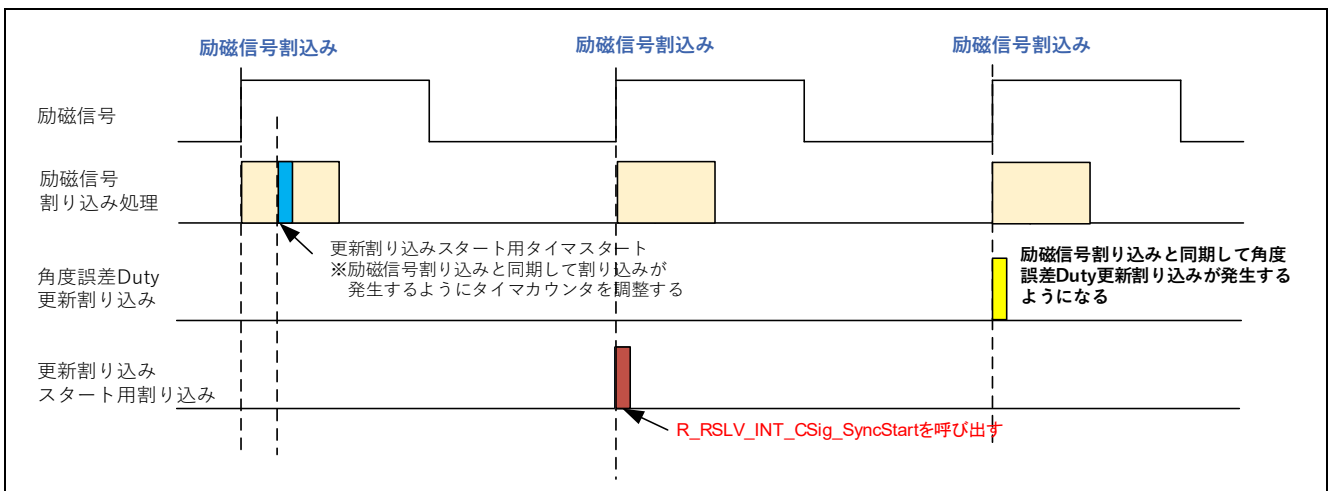 励磁信号割込み
励磁信号割込み
励磁信号割込み
励磁信号
励磁信号
割り込み処理
更新割り込みスタート用タイマスタート
※励磁信号割り込みと同期して割り込みが
発生するようにタイマカウンタを調整する
角度誤差Duty
更新割り込み
励磁信号割り込みと同期して角度
誤差Duty更新割り込みが発生する
ようになる
更新割り込み
スタート用割り込み
R_RSLV_INT_CSig_SyncStartを呼び出す